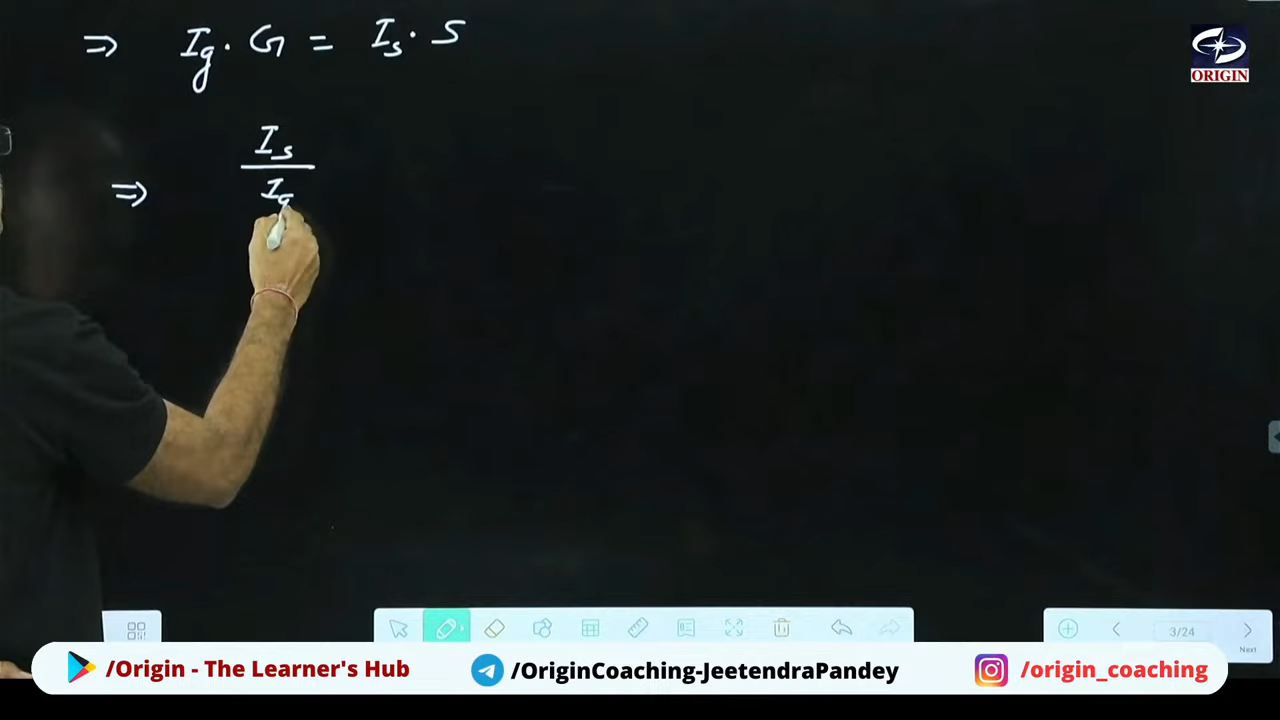 ⇒ Ig · G = Is · S
ORIGIN
⇒ Is / Ig
3/24
Next
/Origin - The Learner's Hub
/OriginCoaching-JeetendraPandey
/origin_coaching